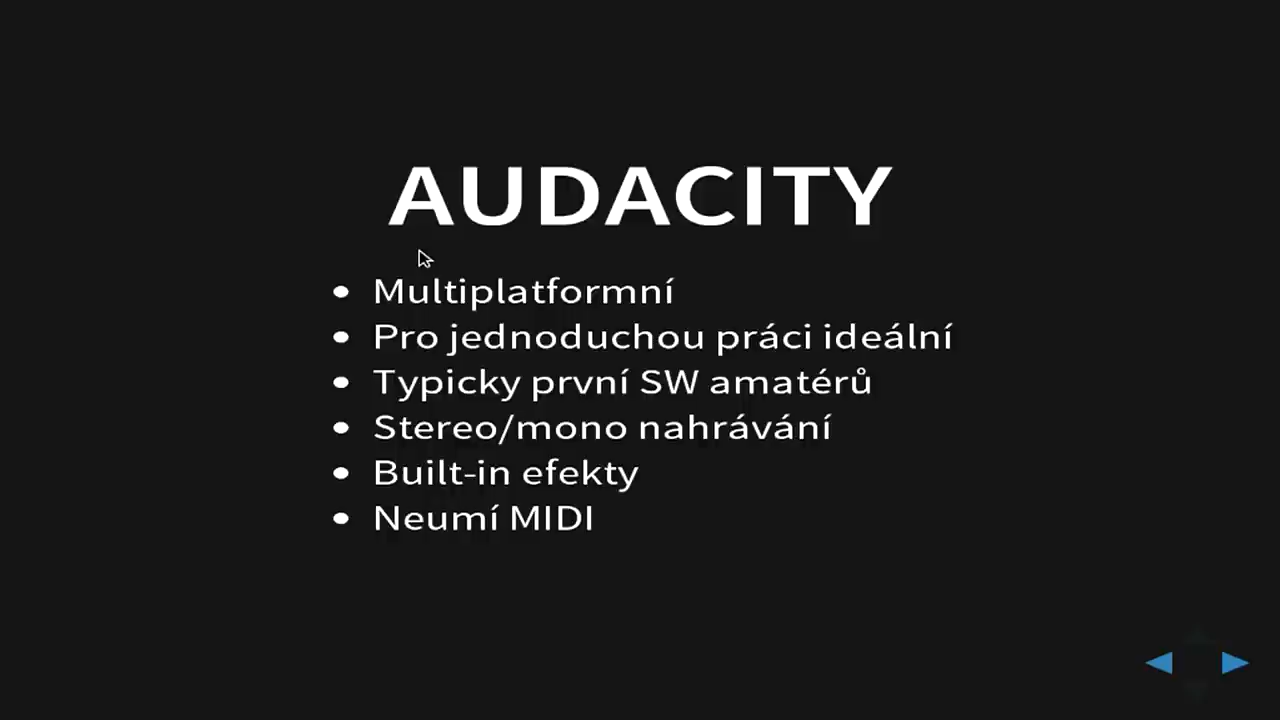 AUDACITY
Multiplatformní
Pro jednoduchou práci ideální
Typicky první SW amatérů
Stereo/mono nahrávání
Built-in efekty
Neumí MIDI